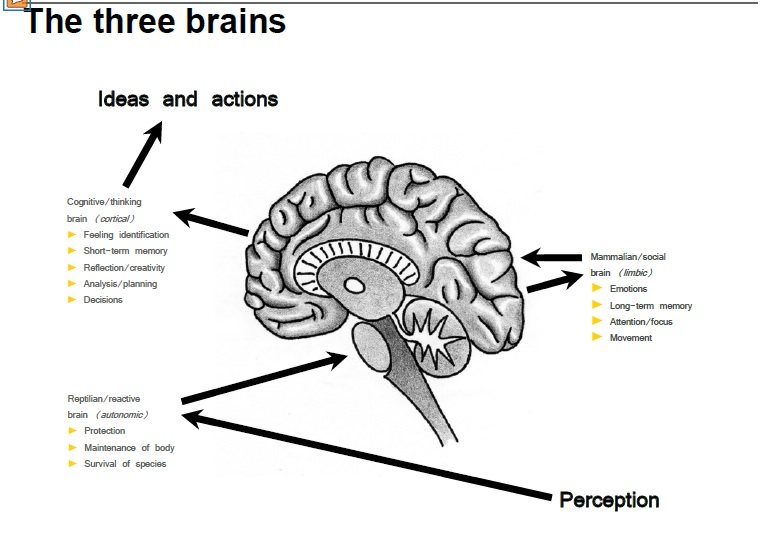 The three brains
Ideas and actions
Cognitive/thinking
brain (cortical)
Feeling identification
Short-term memory
Reflection/creativity
Analysis/planning
Decisions
Mammalian/social
brain (limbic)
Emotions
Long-term memory
Attention/focus
Movement
Reptilian/reactive
brain (autonomic)
Protection
Maintenance of body
Survival of species
Perception